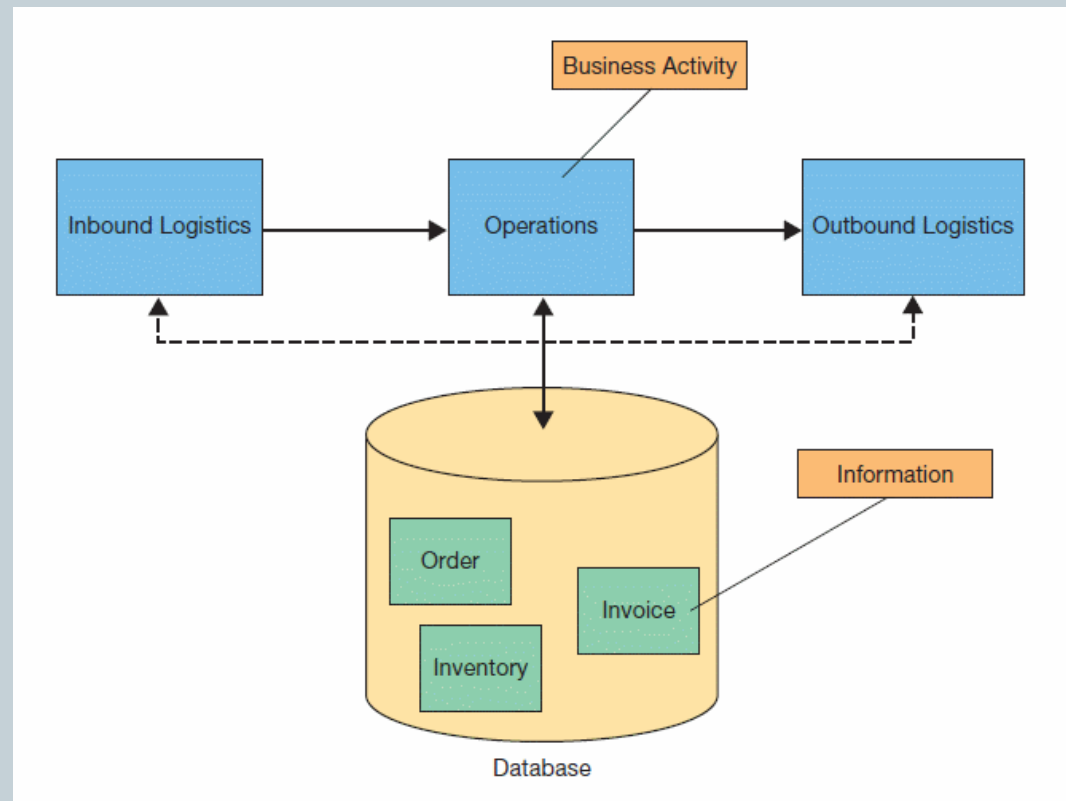 Business Activity
Inbound Logistics
Operations
Outbound Logistics
Information
Order
Invoice
Inventory
Database